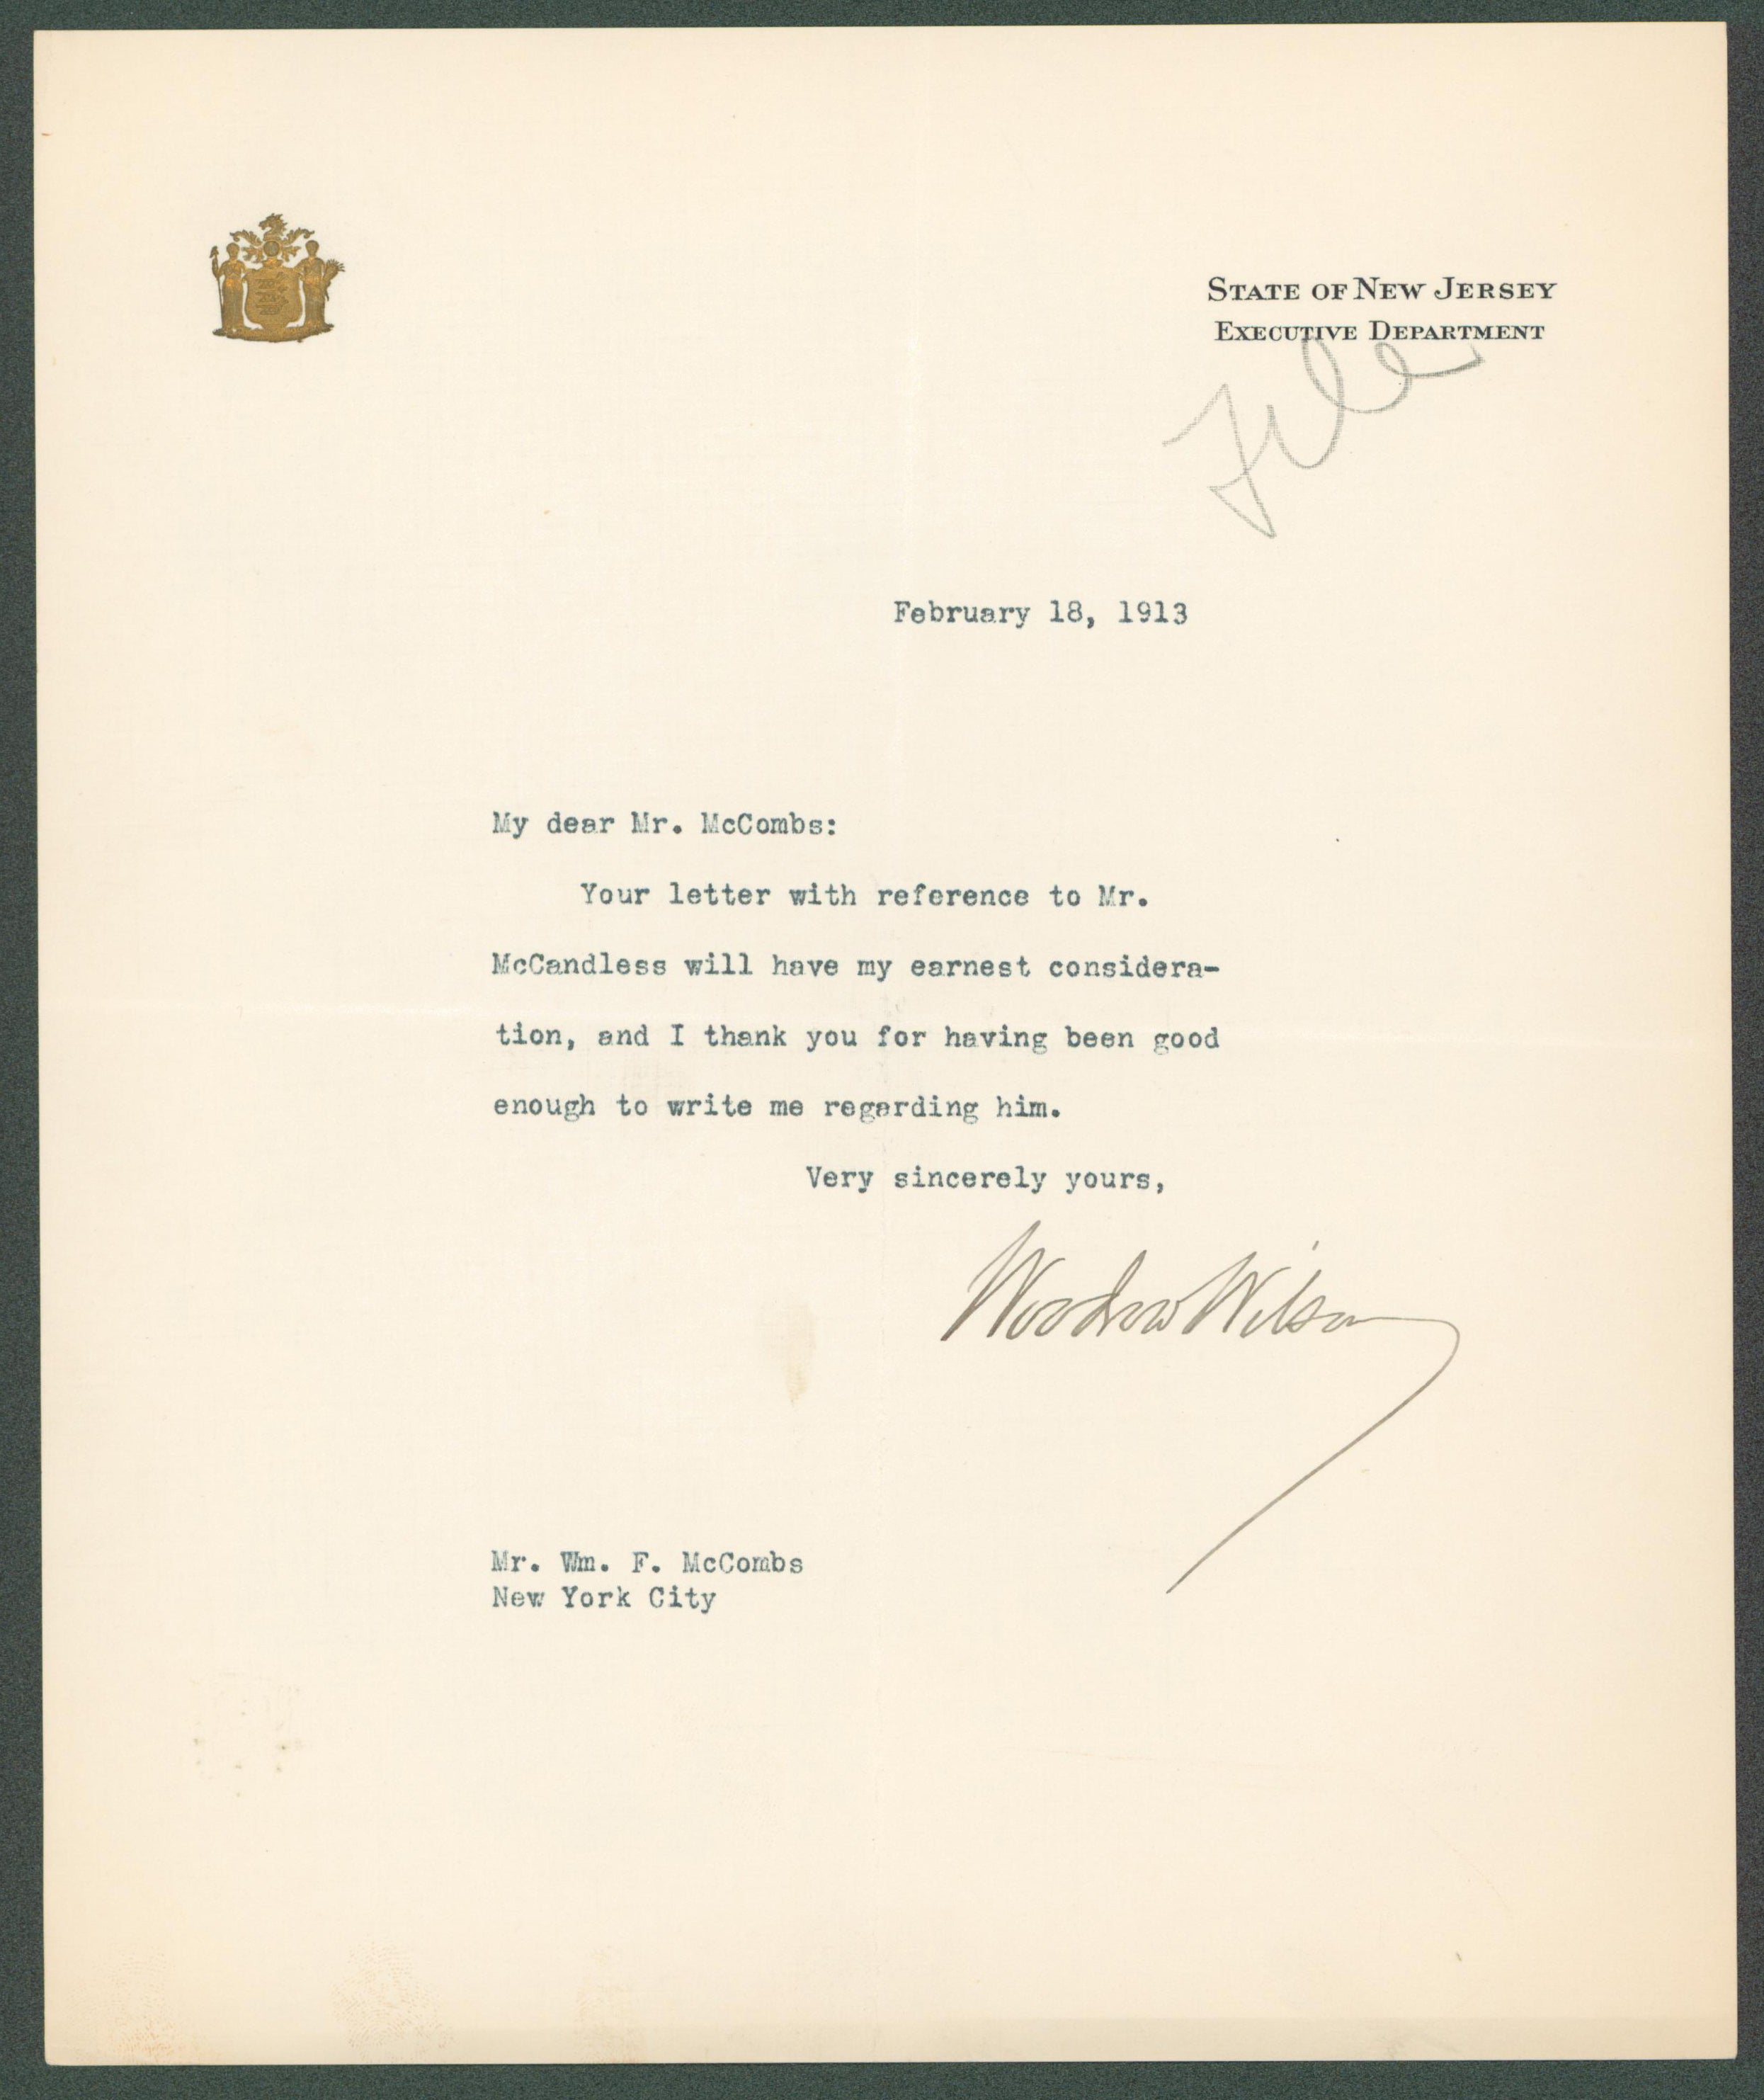 STATE OF NEW JERSEY
EXECUTIVE DEPARTMENT
File
February 18, 1913
My dear Mr. McCombs:
Your letter with reference to Mr.
McCandless will have my earnest considera-
tion, and I thank you for having been good
enough to write me regarding him.
Very sincerely yours,
Woodrow Wilson
Mr. Wm. F. McCombs
New York City